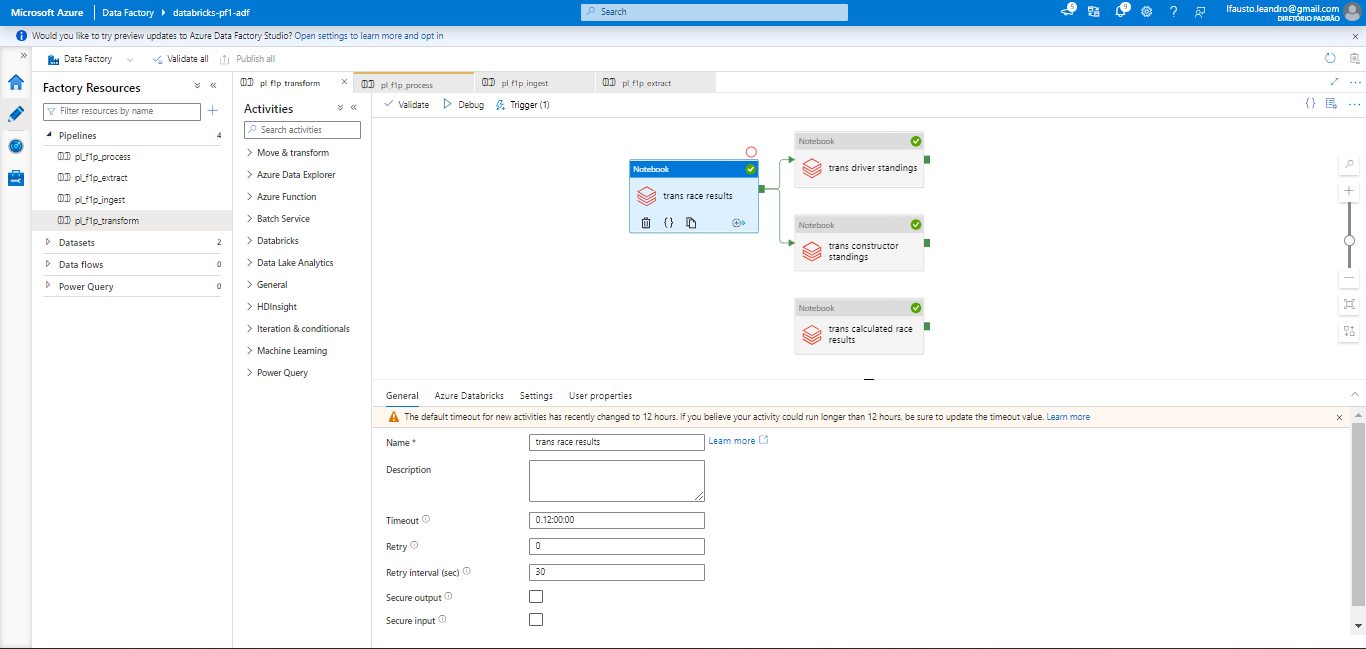 Microsoft Azure Data Factory databricks-pf1-adf Search 5 9 ? lfausto.leandro@gmail.com
DIRETÓRIO PADRÃO
Would you like to try preview updates to Azure Data Factory Studio? Open settings to learn more and opt in
Data Factory Validate all Publish all
Factory Resources
Filter resources by name
Pipelines 4
pl_f1p_process
pl_f1p_extract
pl_f1p_ingest
pl_f1p_transform
Datasets 2
Data flows 0
Power Query 0
pl_f1p transform pl_f1p_process pl_f1p_ingest pl_f1p_extract
Activities
Search activities
Move & transform
Azure Data Explorer
Azure Function
Batch Service
Databricks
Data Lake Analytics
General
HDInsight
Iteration & conditionals
Machine Learning
Power Query
Validate Debug Trigger (1) {}
Notebook
trans race results
{}
Notebook
trans driver standings
Notebook
trans constructor
standings
Notebook
trans calculated race
results
General Azure Databricks Settings User properties
The default timeout for new activities has recently changed to 12 hours. If you believe your activity could run longer than 12 hours, be sure to update the timeout value. Learn more
Name * trans race results Learn more
Description
Timeout 0.12:00:00
Retry 0
Retry interval (sec) 30
Secure output
Secure input